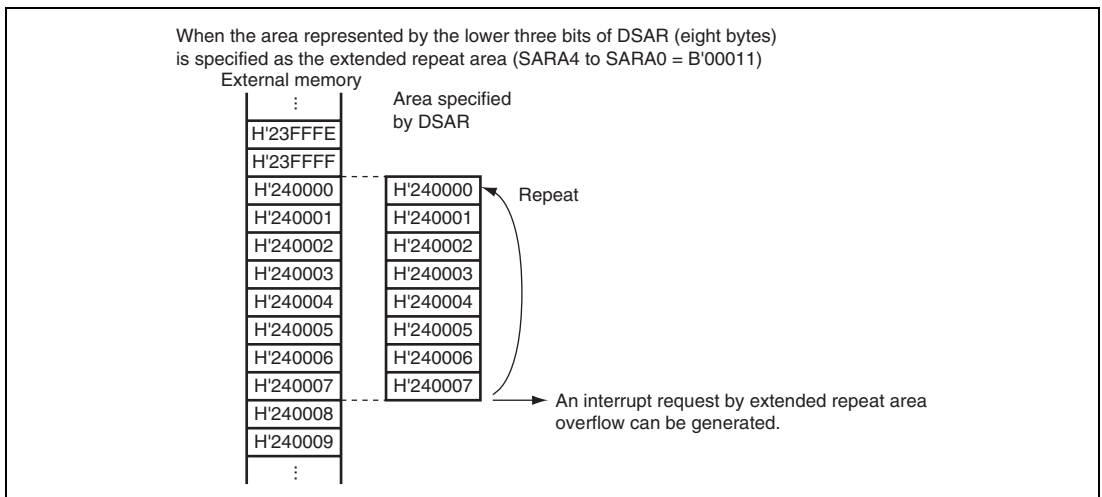 When the area represented by the lower three bits of DSAR (eight bytes)
is specified as the extended repeat area (SARA4 to SARA0 = B'00011)
External memory
Area specified
by DSAR
⋮
H'23FFFE
H'23FFFF
H'240000
H'240001
H'240002
H'240003
H'240004
H'240005
H'240006
H'240007
H'240008
H'240009
⋮
H'240000
H'240001
H'240002
H'240003
H'240004
H'240005
H'240006
H'240007
Repeat
An interrupt request by extended repeat area
overflow can be generated.